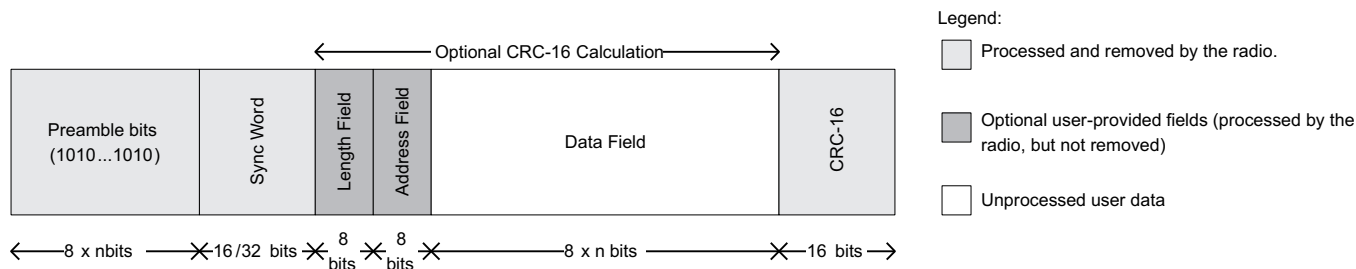 Legend:
Optional CRC-16 Calculation
Processed and removed by the radio.
Preamble bits
(1010...1010)
Sync Word
Length Field
Address Field
Data Field
CRC-16
Optional user-provided fields (processed by the
radio, but not removed)
Unprocessed user data
8 x nbits
16/32 bits
8
bits
8
bits
8 x n bits
16 bits